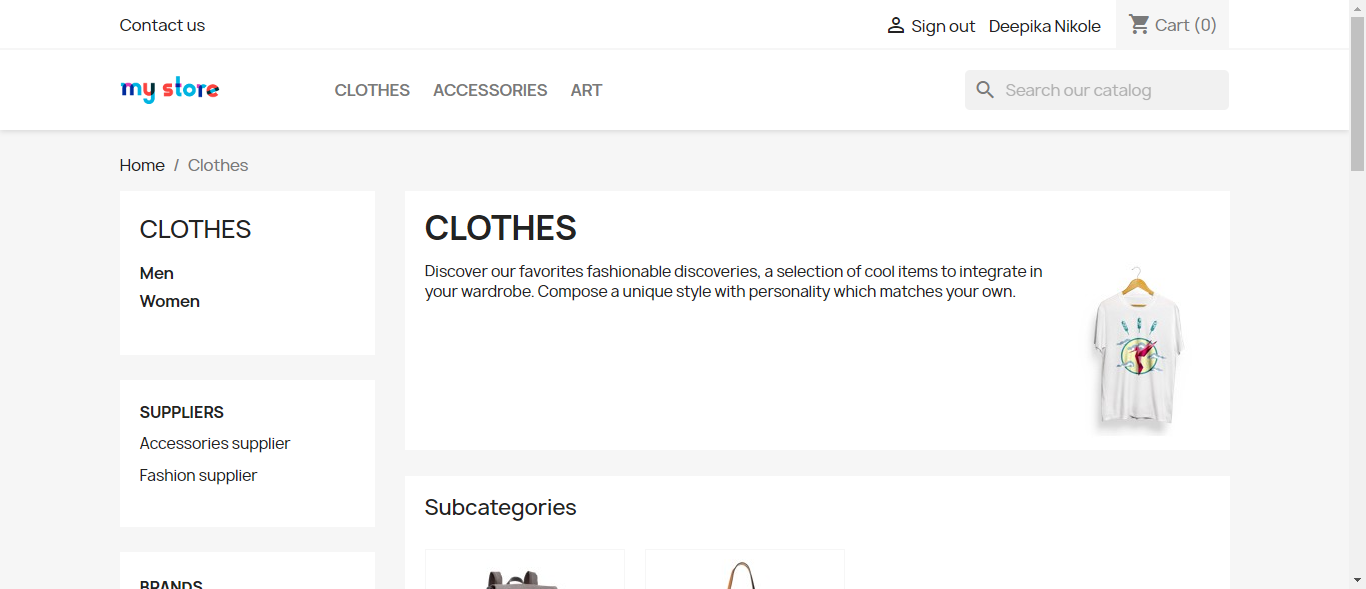 Contact us
Sign out Deepika Nikole Cart (0)
my store
CLOTHES ACCESSORIES ART
Search our catalog
Home / Clothes
CLOTHES
Men
Women
SUPPLIERS
Accessories supplier
Fashion supplier
BRANDS
CLOTHES
Discover our favorites fashionable discoveries, a selection of cool items to integrate in
your wardrobe. Compose a unique style with personality which matches your own.
Subcategories